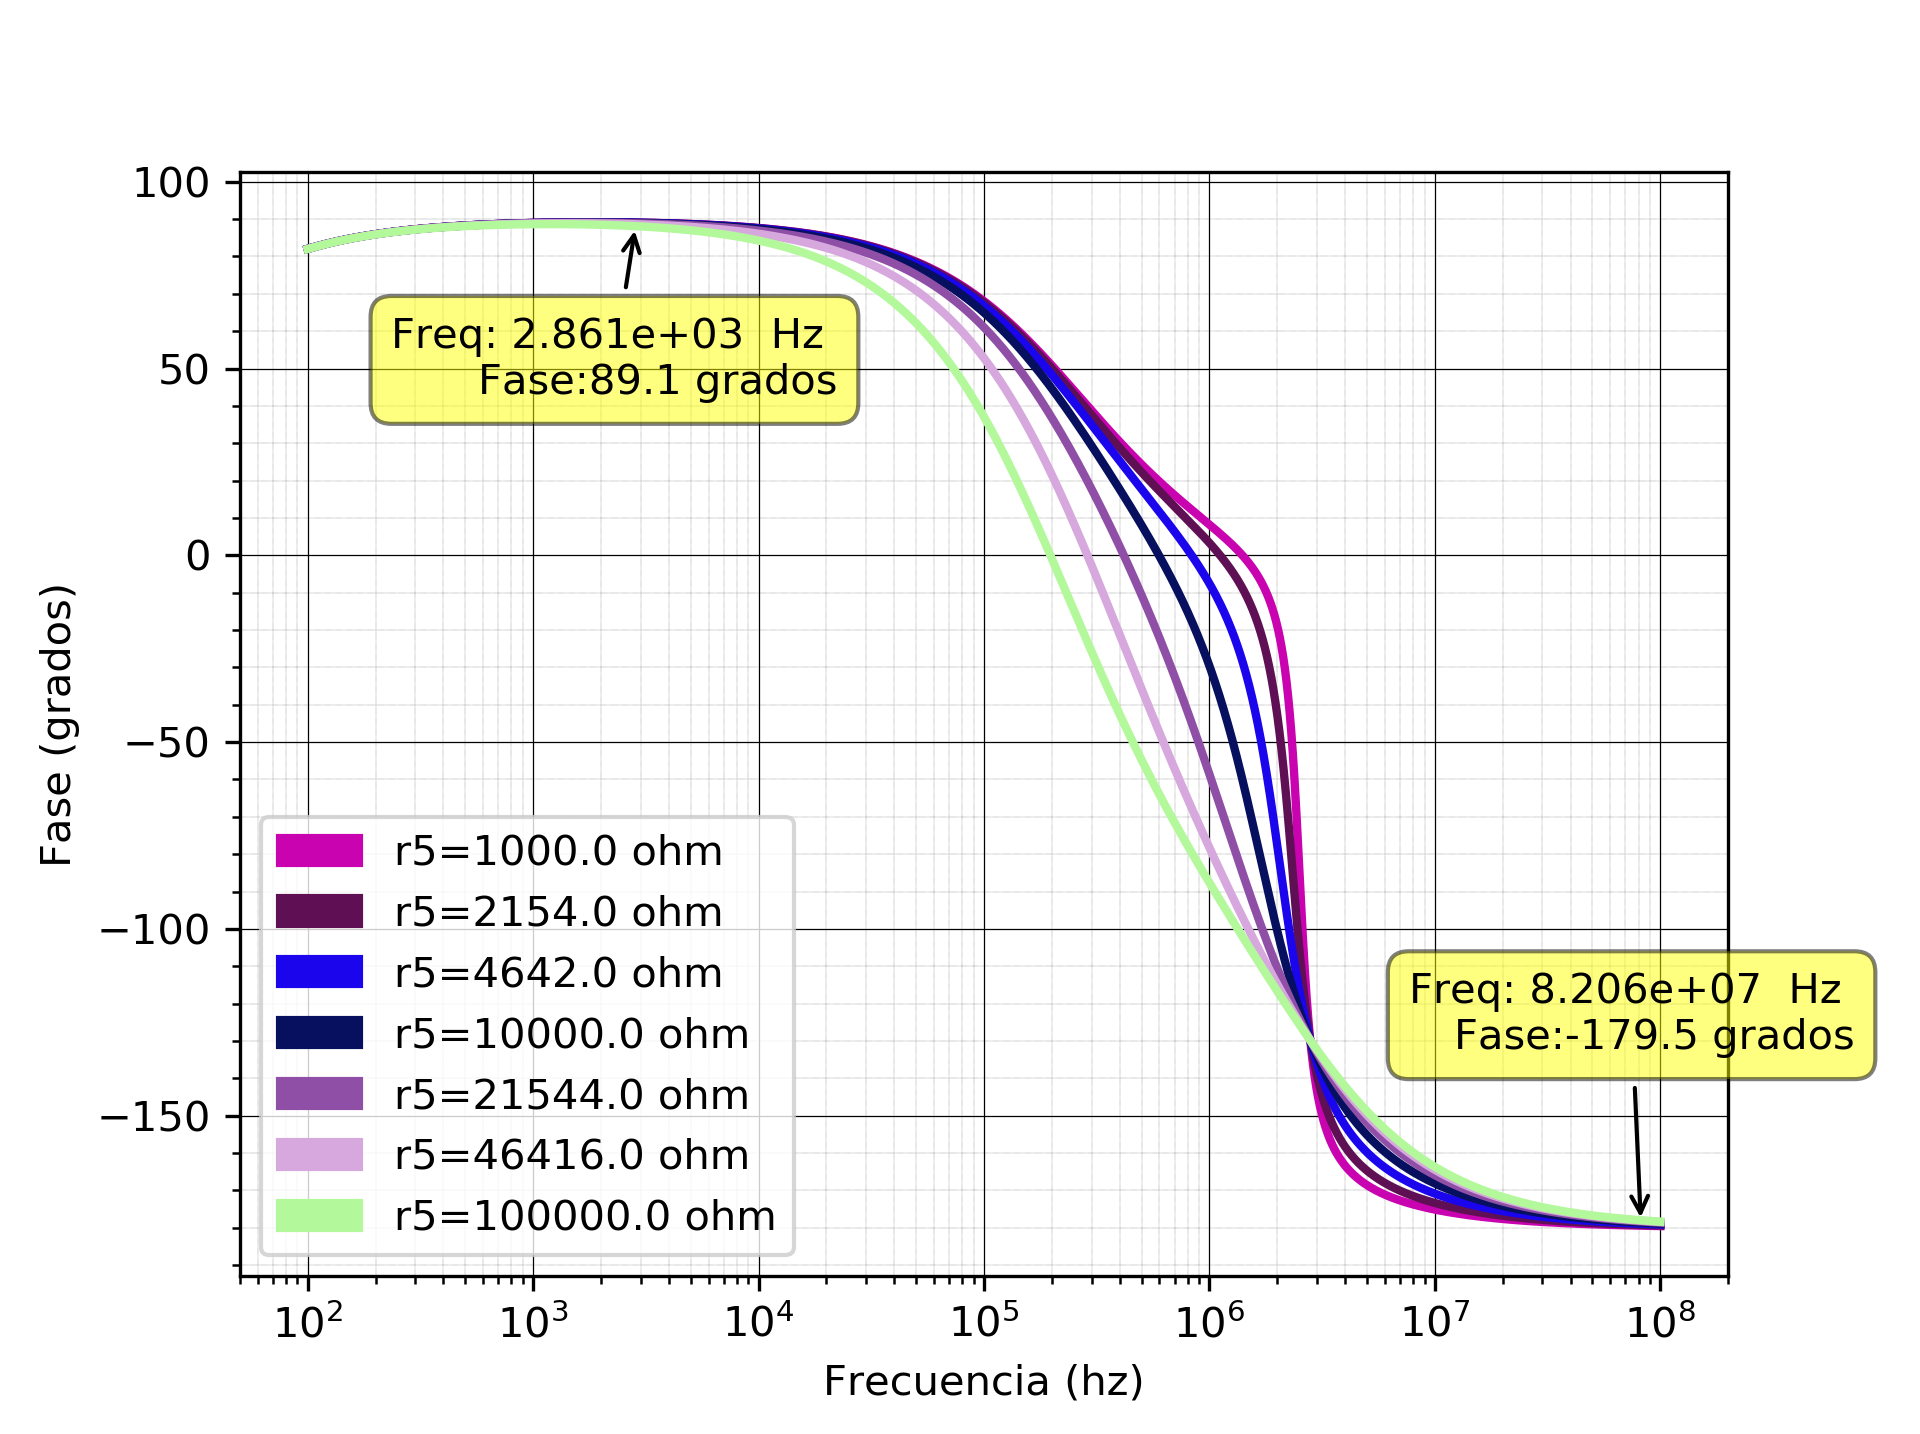 100
50
0
−50
−100
−150
Fase (grados)
Freq: 2.861e+03 Hz
Fase:89.1 grados
Freq: 8.206e+07 Hz
Fase:-179.5 grados
r5=1000.0 ohm
r5=2154.0 ohm
r5=4642.0 ohm
r5=10000.0 ohm
r5=21544.0 ohm
r5=46416.0 ohm
r5=100000.0 ohm
10² 10³ 10⁴ 10⁵ 10⁶ 10⁷ 10⁸
Frecuencia (hz)